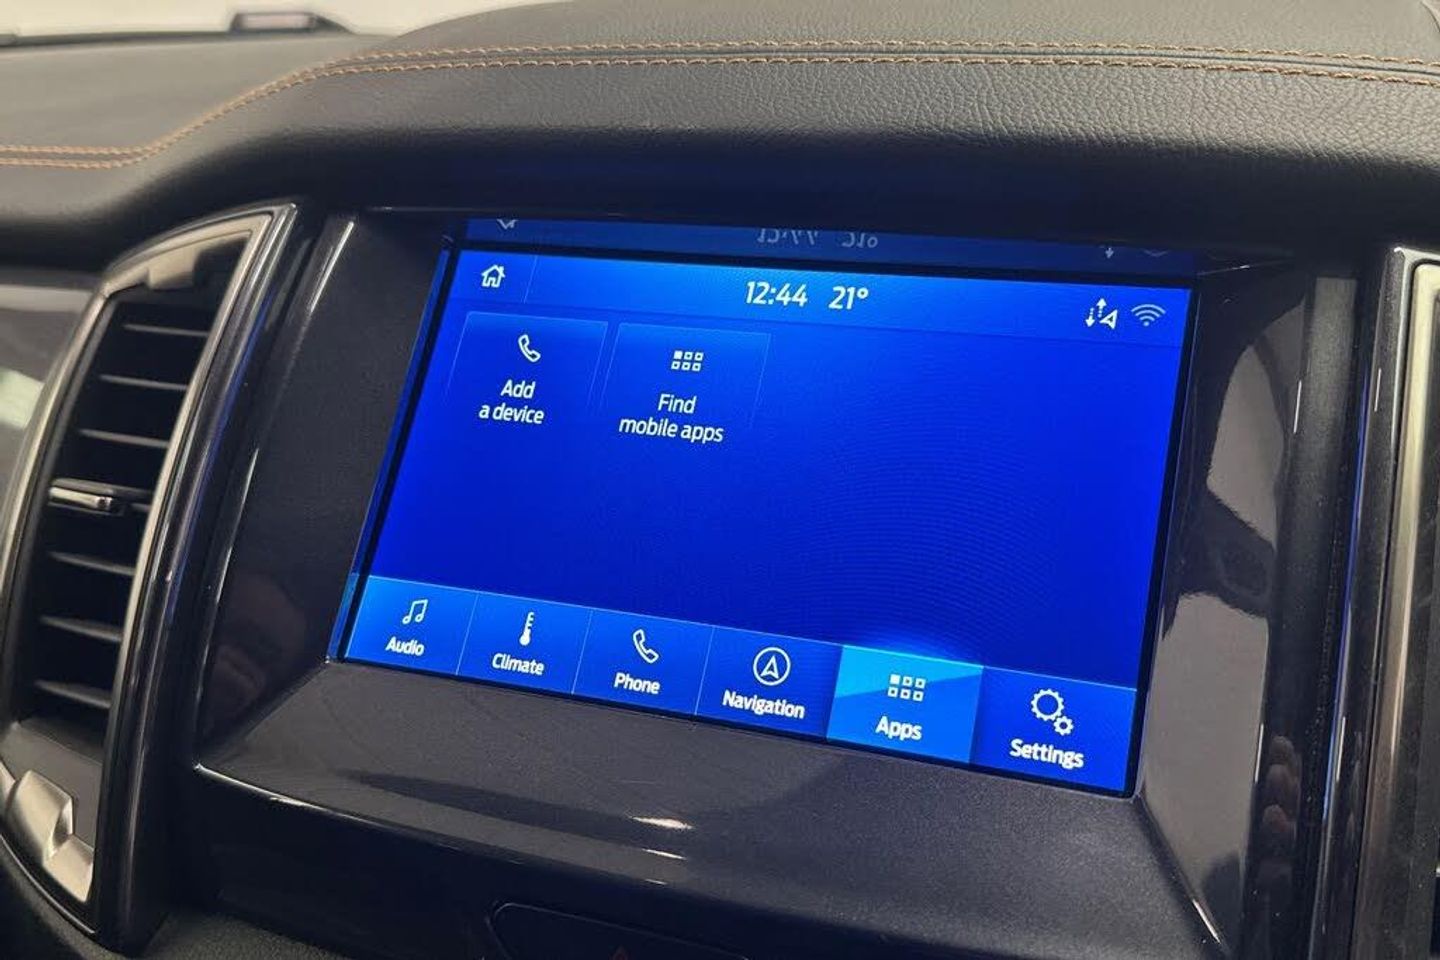 12:44 21°
Add
a device
Find
mobile apps
Audio
Climate
Phone
Navigation
Apps
Settings